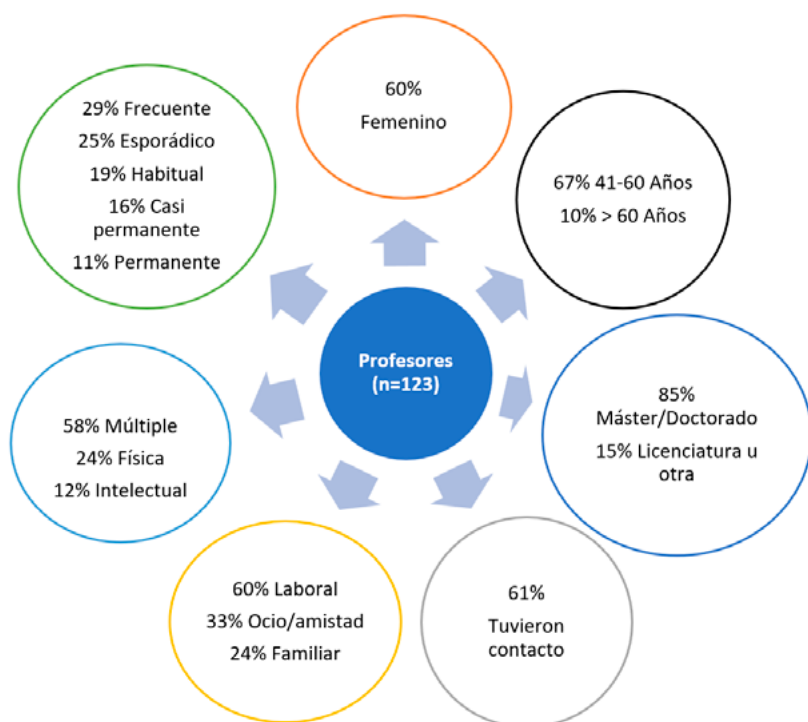 60%
Femenino
67% 41-60 Años
10% > 60 Años
85%
Máster/Doctorado
15% Licenciatura u
otra
61%
Tuvieron
contacto
60% Laboral
33% Ocio/amistad
24% Familiar
58% Múltiple
24% Física
12% Intelectual
29% Frecuente
25% Esporádico
19% Habitual
16% Casi
permanente
11% Permanente
Profesores
(n=123)